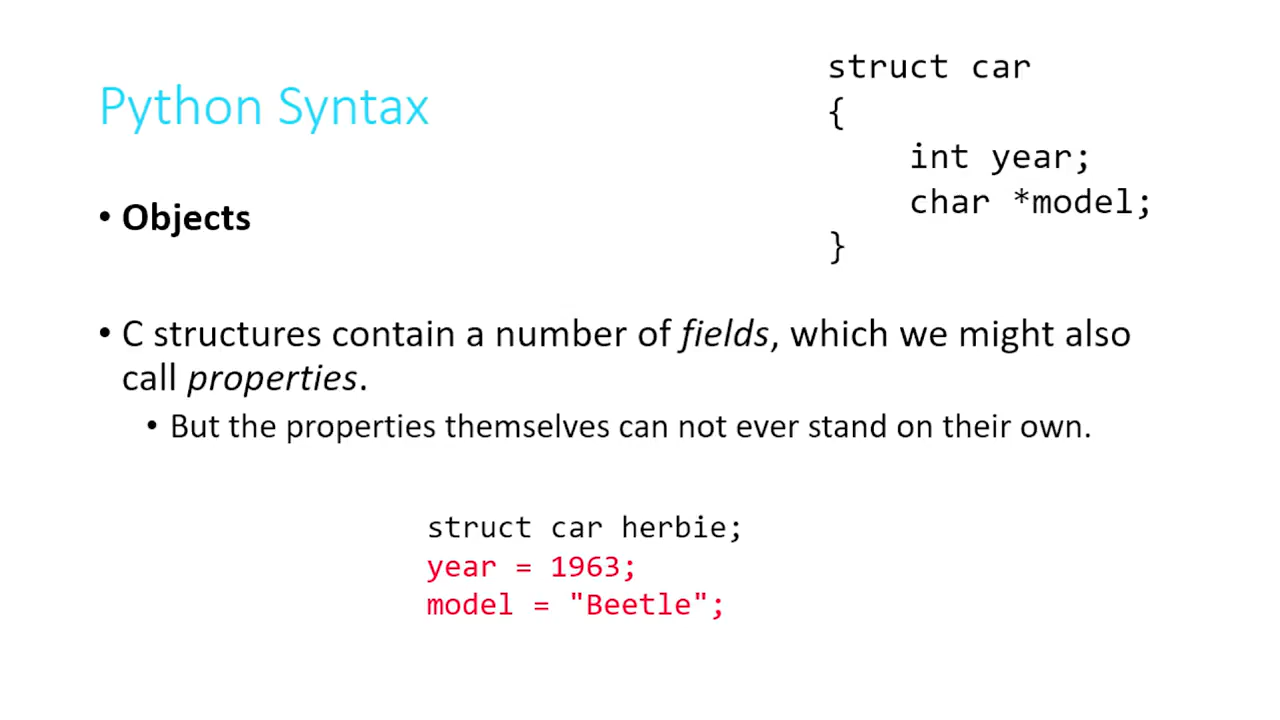 Python Syntax
struct car
{
int year;
char *model;
}
• Objects
• C structures contain a number of fields, which we might also
call properties.
• But the properties themselves can not ever stand on their own.
struct car herbie;
year = 1963;
model = "Beetle";